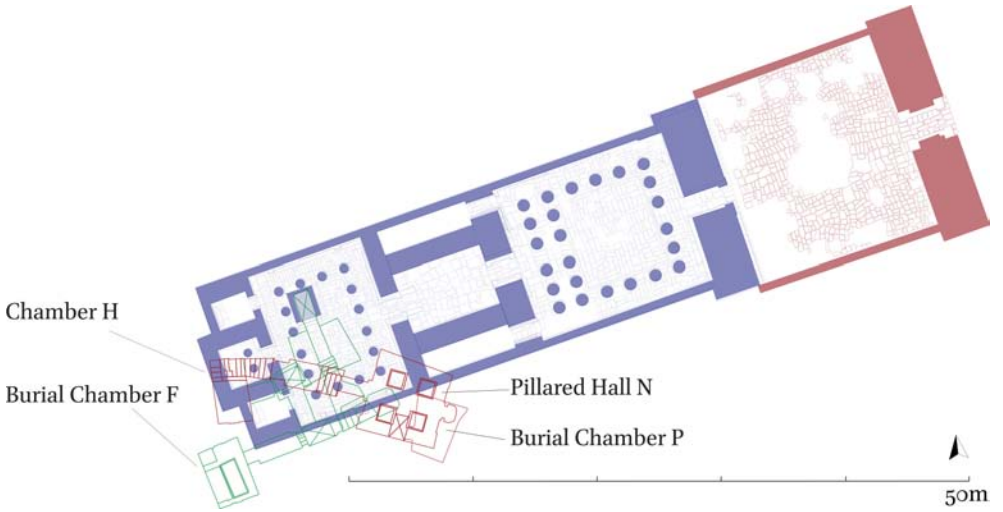 Chamber H
Burial Chamber F
Pillared Hall N
Burial Chamber P
50m